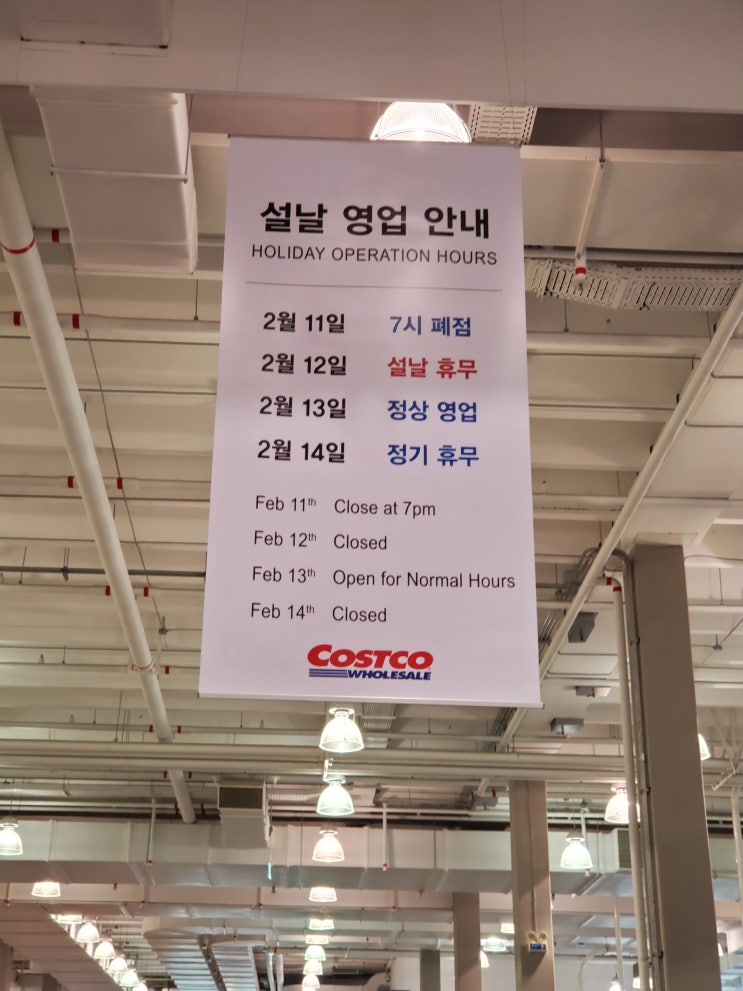 설날 영업 안내
HOLIDAY OPERATION HOURS
2월 11일 7시 폐점
2월 12일 설날 휴무
2월 13일 정상 영업
2월 14일 정기 휴무
Feb 11th Close at 7pm
Feb 12th Closed
Feb 13th Open for Normal Hours
Feb 14th Closed
COSTCO
WHOLESALE